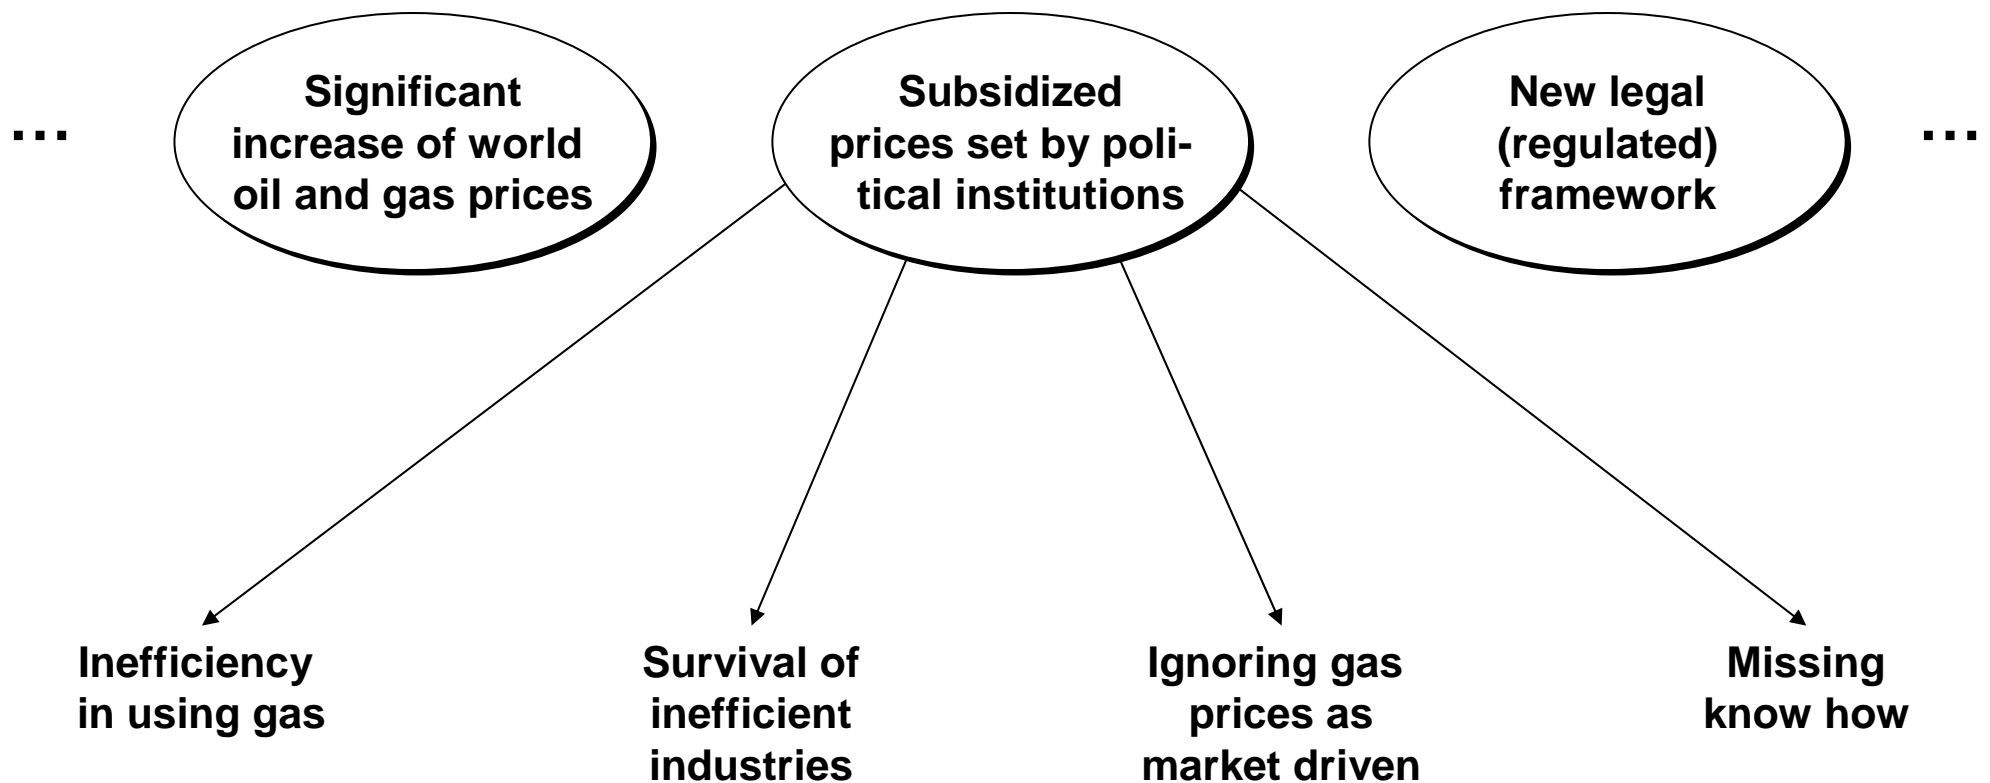 ...
Significant
increase of world
oil and gas prices
Subsidized
prices set by poli-
tical institutions
New legal
(regulated)
framework
...
Inefficiency
in using gas
Survival of
inefficient
industries
Ignoring gas
prices as
market driven
Missing
know how